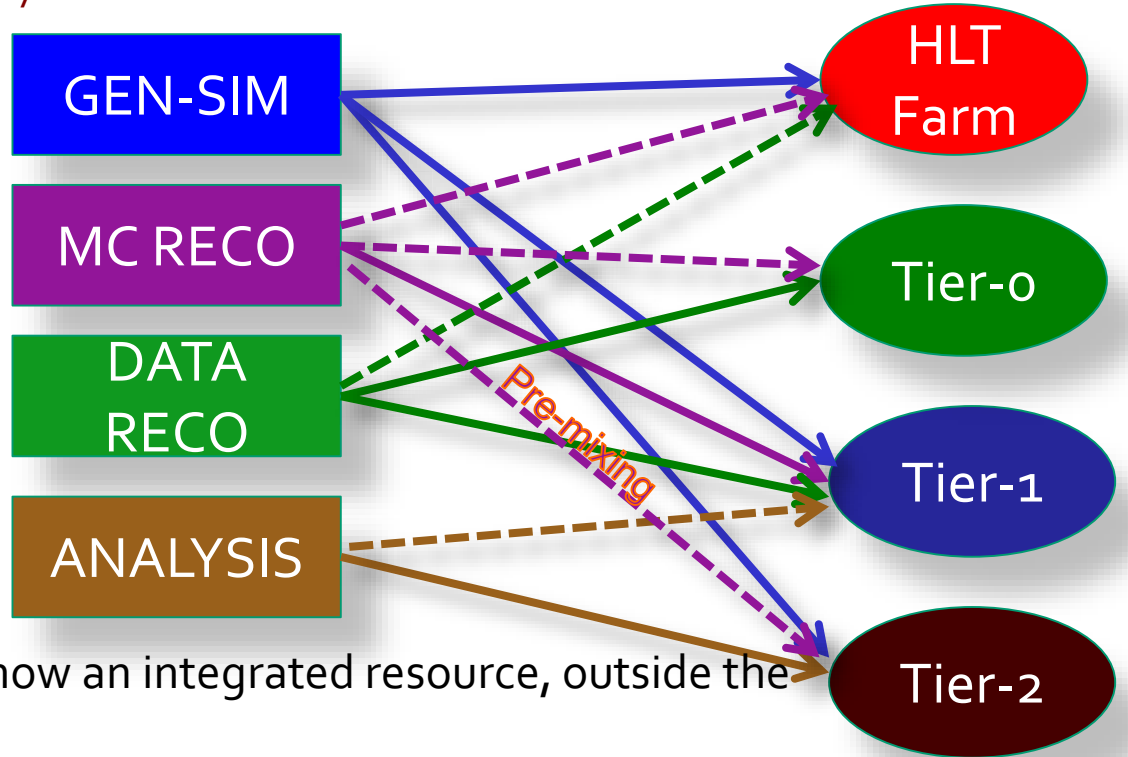 GEN-SIM
MC RECO
DATA
RECO
ANALYSIS
HLT
Farm
Tier-0
Tier-1
Tier-2
Pre-mixing
now an integrated resource, outside the